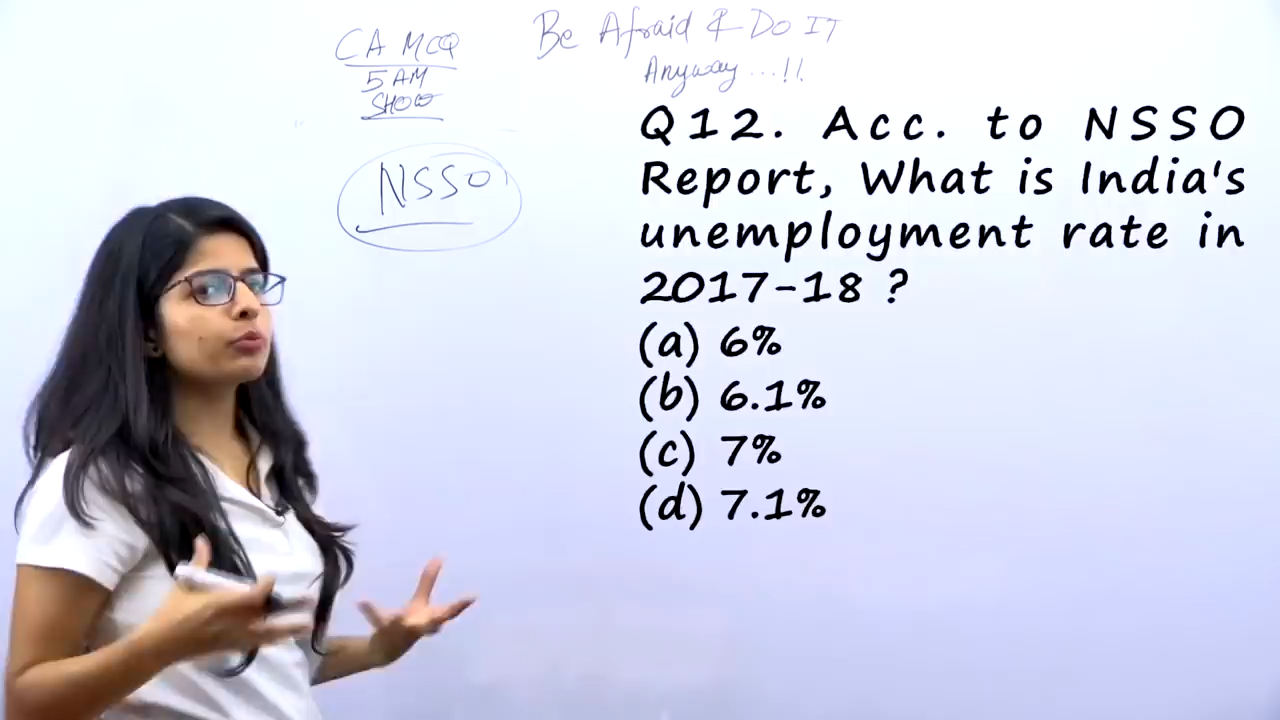 CA MCQ
5 AM
SHOW
Be Afraid & Do IT
Anyway...!!
NSSO
Q12. Acc. to NSSO
Report, What is India's
unemployment rate in
2017-18 ?
(a) 6%
(b) 6.1%
(c) 7%
(d) 7.1%